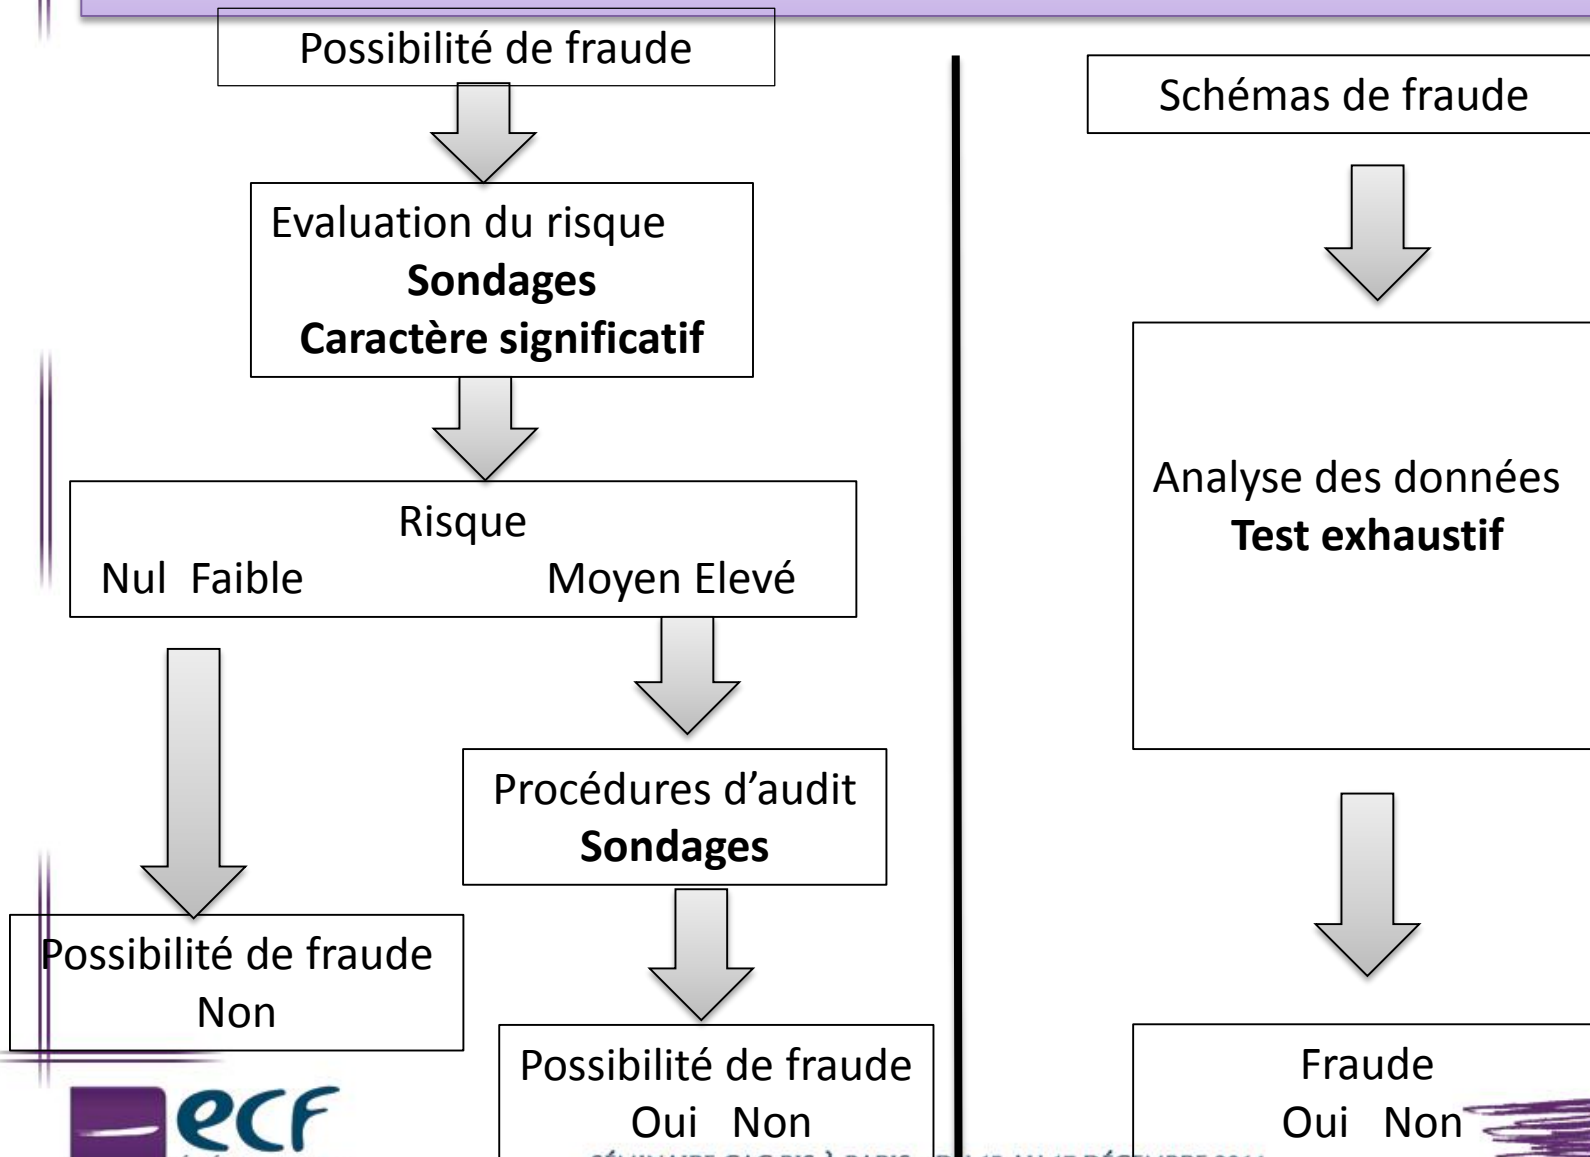 Possibilité de fraude
Evaluation du risque
Sondages
Caractère significatif
Risque
Nul Faible Moyen Elevé
Procédures d’audit
Sondages
Possibilité de fraude
Non
Possibilité de fraude
Oui Non
Schémas de fraude
Analyse des données
Test exhaustif
Fraude
Oui Non
ecf